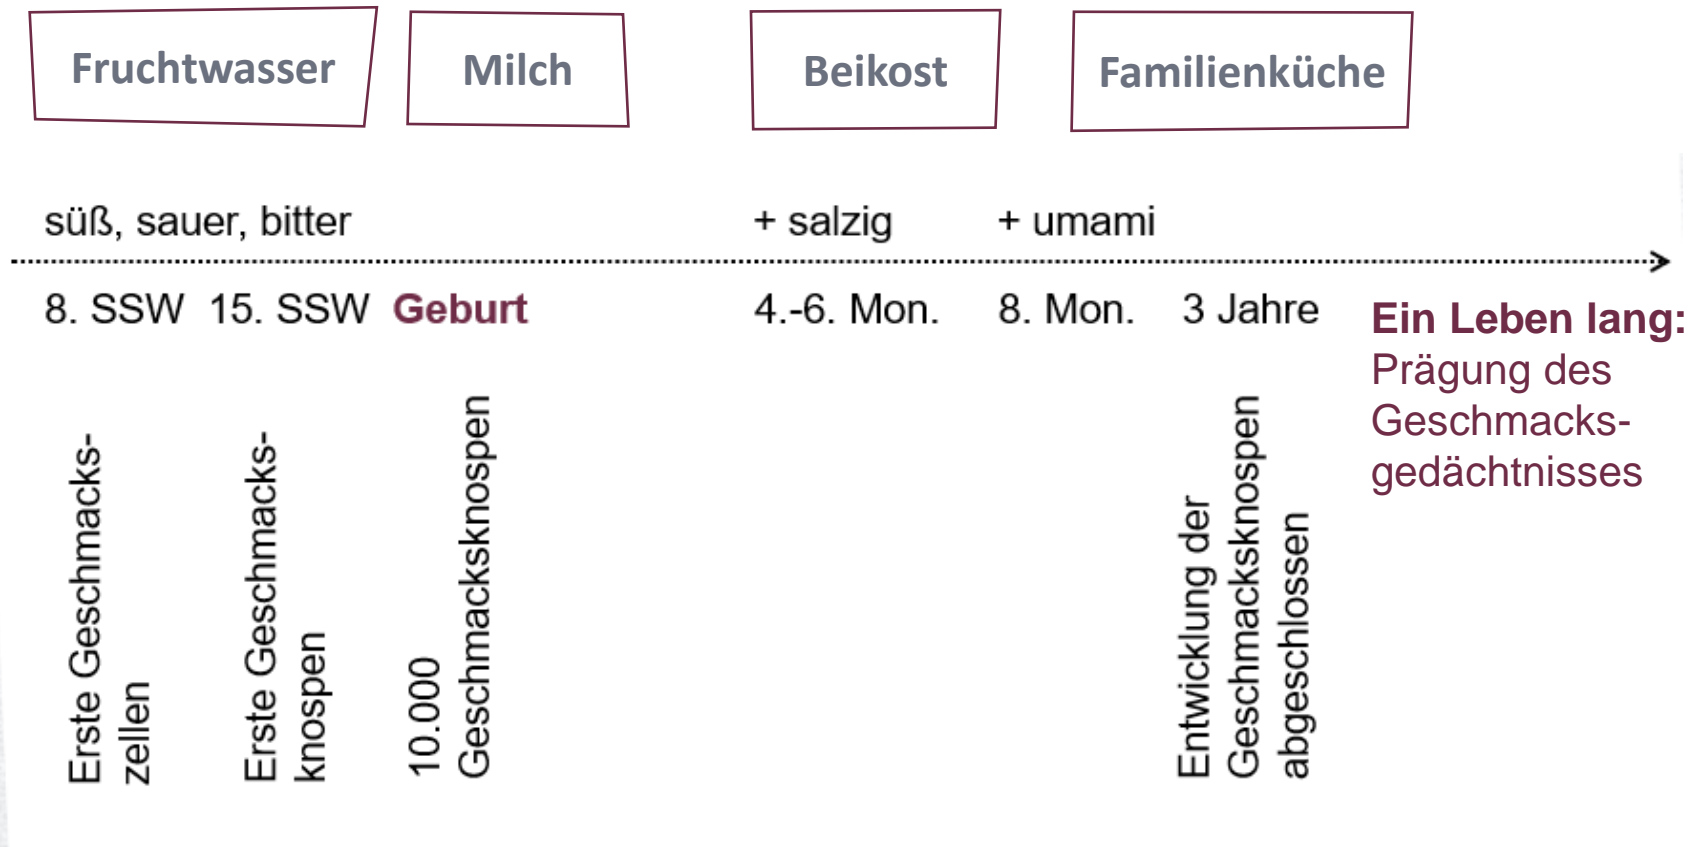 Fruchtwasser
Milch
Beikost
Familienküche
süß, sauer, bitter
+ salzig
+ umami
8. SSW
15. SSW
Geburt
4.-6. Mon.
8. Mon.
3 Jahre
Ein Leben lang:
Prägung des
Geschmacks-
gedächtnisses
Erste Geschmacks-
zellen
Erste Geschmacks-
knospen
10.000
Geschmacksknospen
Entwicklung der
Geschmacksknospen
abgeschlossen